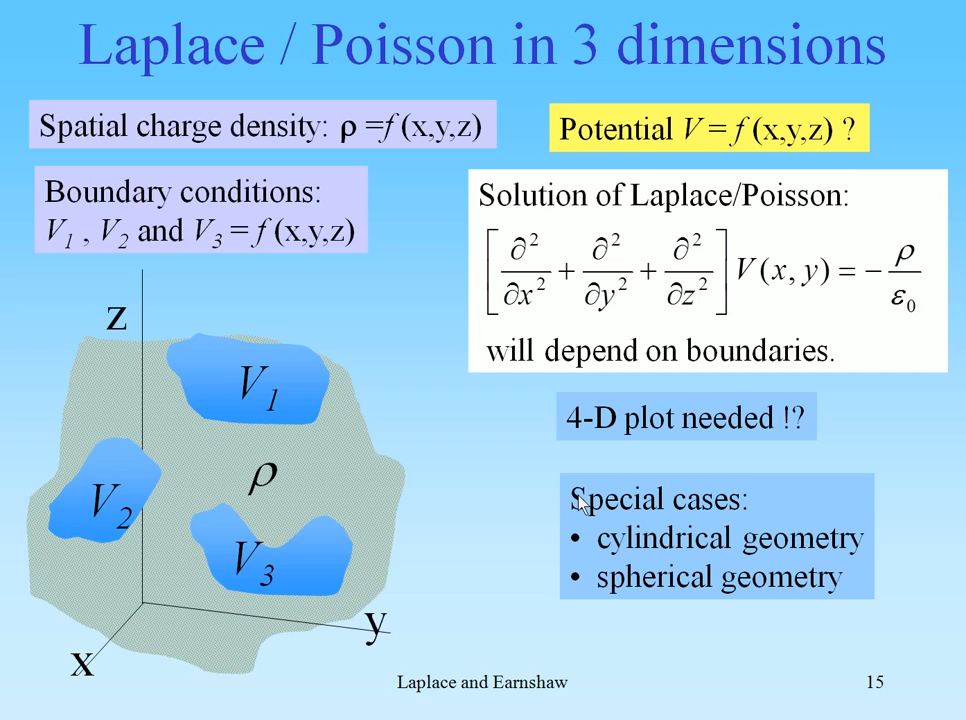 Laplace / Poisson in 3 dimensions
Spatial charge density: ρ =f (x,y,z)
Potential V = f (x,y,z) ?
Boundary conditions:
V₁ , V₂ and V₃ = f (x,y,z)
Solution of Laplace/Poisson:
[∂²/∂x² + ∂²/∂y² + ∂²/∂z²] V(x, y) = − ρ/ε₀
will depend on boundaries.
z
V₁
V₂
ρ
V₃
y
x
4-D plot needed !?
Special cases:
• cylindrical geometry
• spherical geometry
Laplace and Earnshaw
15